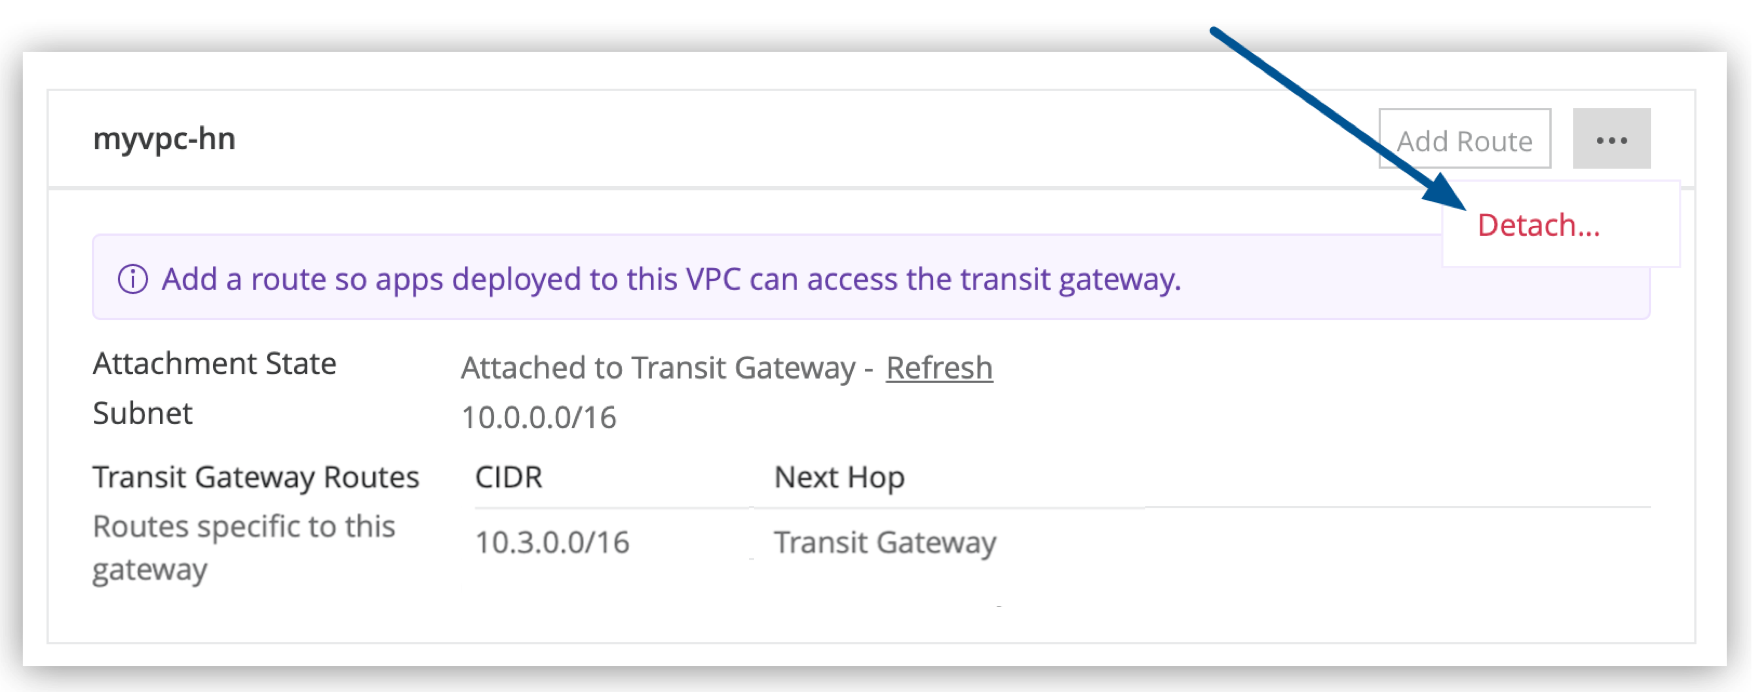 myvpc-hn
Add Route
...
Detach...
Add a route so apps deployed to this VPC can access the transit gateway.
Attachment State
Attached to Transit Gateway - Refresh
Subnet
10.0.0.0/16
Transit Gateway Routes
CIDR
Next Hop
Routes specific to this
gateway
10.3.0.0/16
Transit Gateway